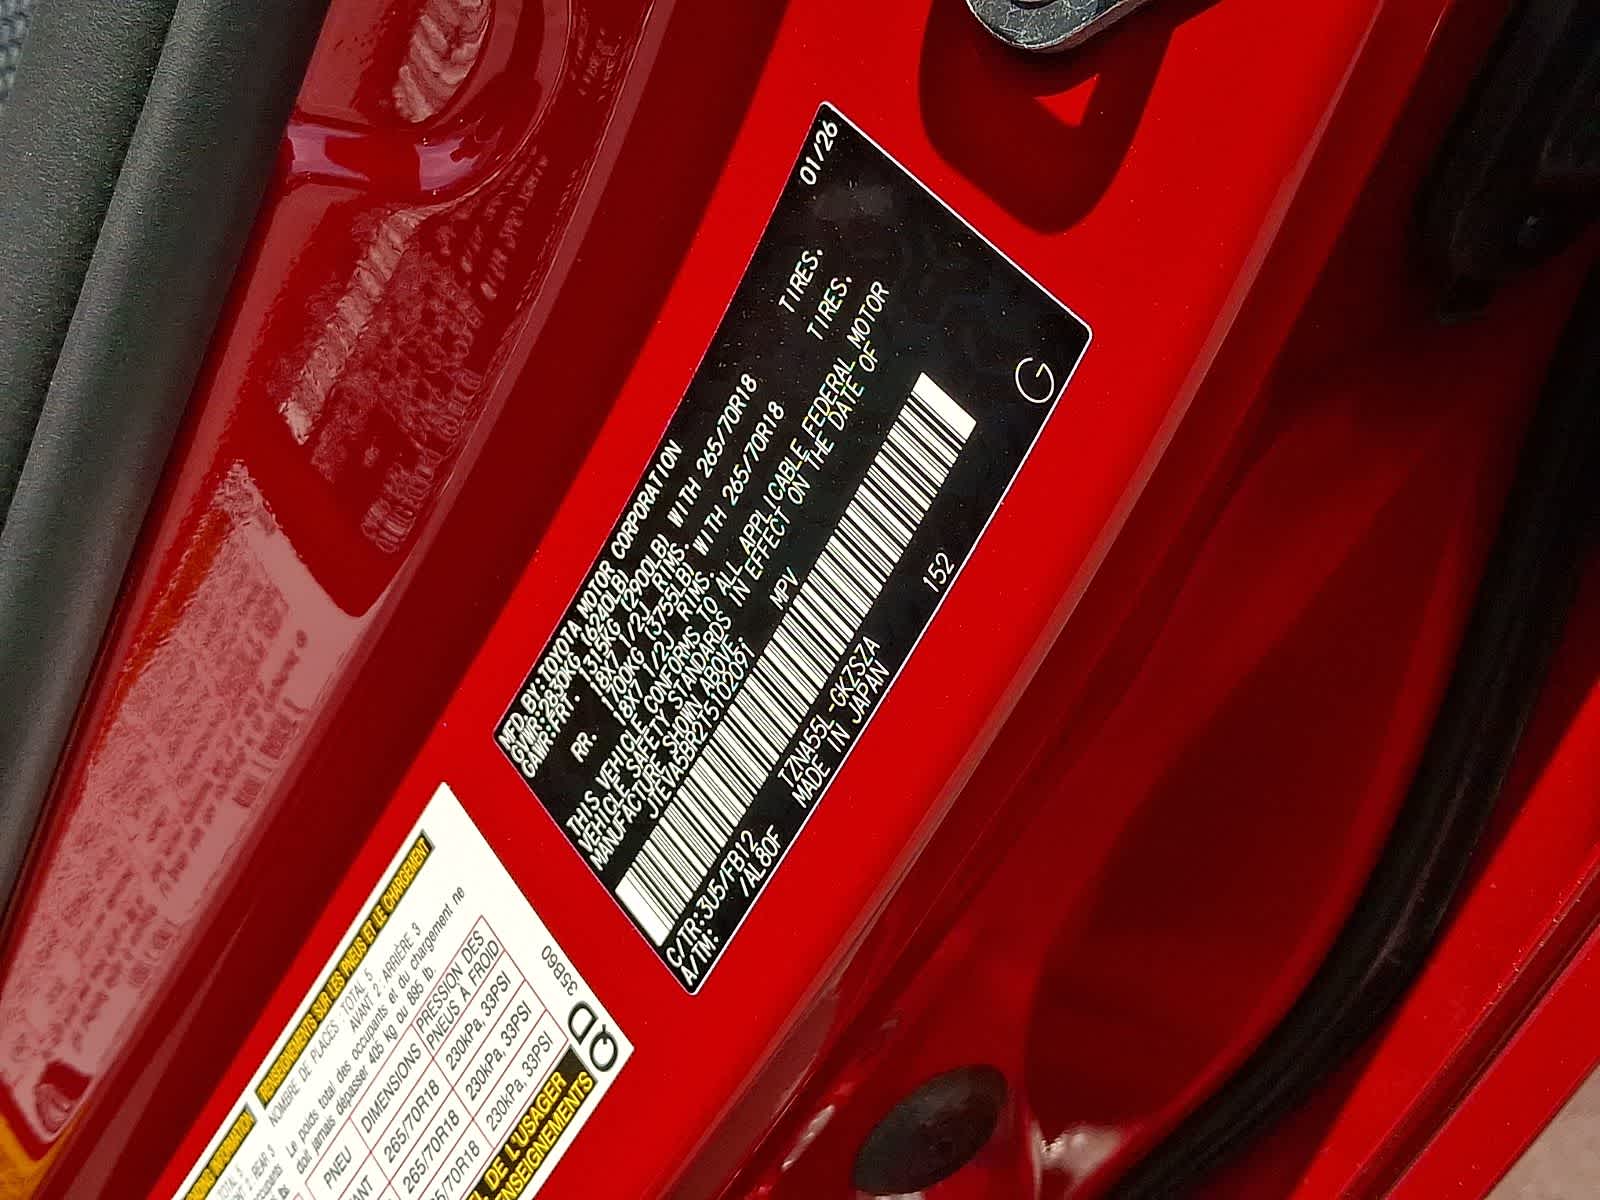 MFD BY:TOYOTA MOTOR CORPORATION 01/26
GVWR:2830KG (6240LB)
GAWR:FRT. 1315KG (2900LB) WITH 265/70R18 TIRES.
18X7 1/2J RIMS.
RR. 1700KG (3755LB) WITH 265/70R18 TIRES.
18X7 1/2J RIMS.
THIS VEHICLE CONFORMS TO ALL APPLICABLE FEDERAL MOTOR
VEHICLE SAFETY STANDARDS IN EFFECT ON THE DATE OF
MANUFACTURE SHOWN ABOVE.
MPV
C/TR:3U5/FB12 TZNA55L-GKZSZA 152
A/TM: /AL80F MADE IN JAPAN
G
RENSEIGNEMENTS SUR LES PNEUS ET LE CHARGEMENT
NOMBRE DE PLACES : TOTAL 5 AVANT 2 : ARRIÈRE 3
Le poids total des occupants et du chargement ne
doit jamais dépasser 405 kg ou 895 lb.
PNEU DIMENSIONS PRESSION DES PNEUS A FROID
265/70R18 230kPa, 33PSI
265/70R18 230kPa, 33PSI
230kPa, 33PSI
DE L'USAGER
35B60